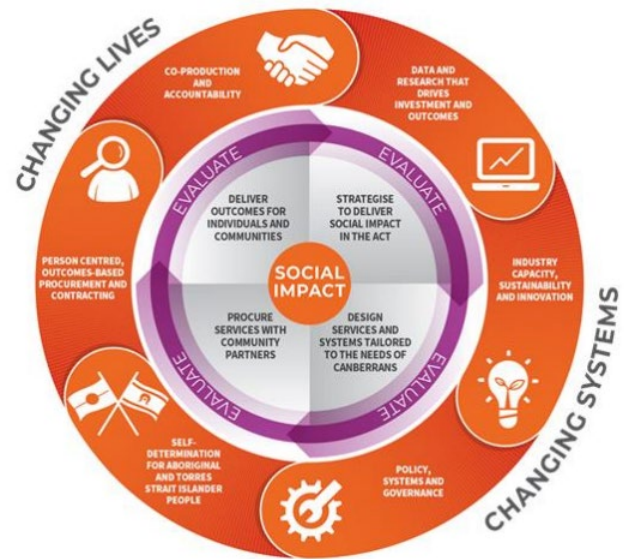 CHANGING LIVES
CO-PRODUCTION
AND
ACCOUNTABILITY
DATA AND
RESEARCH THAT
DRIVES
INVESTMENT AND
OUTCOMES
INDUSTRY
CAPACITY,
SUSTAINABILITY
AND INNOVATION
CHANGING SYSTEMS
POLICY,
SYSTEMS AND
GOVERNANCE
SELF-
DETERMINATION
FOR ABORIGINAL
AND TORRES
STRAIT ISLANDER
PEOPLE
PERSON CENTRED,
OUTCOMES-BASED
PROCUREMENT AND
CONTRACTING
EVALUATE
EVALUATE
EVALUATE
EVALUATE
DELIVER
OUTCOMES FOR
INDIVIDUALS AND
COMMUNITIES
STRATEGISE
TO DELIVER
SOCIAL IMPACT
IN THE ACT
SOCIAL
IMPACT
PROCURE
SERVICES WITH
COMMUNITY
PARTNERS
DESIGN
SERVICES AND
SYSTEMS TAILORED
TO THE NEEDS OF
CANBERRANS